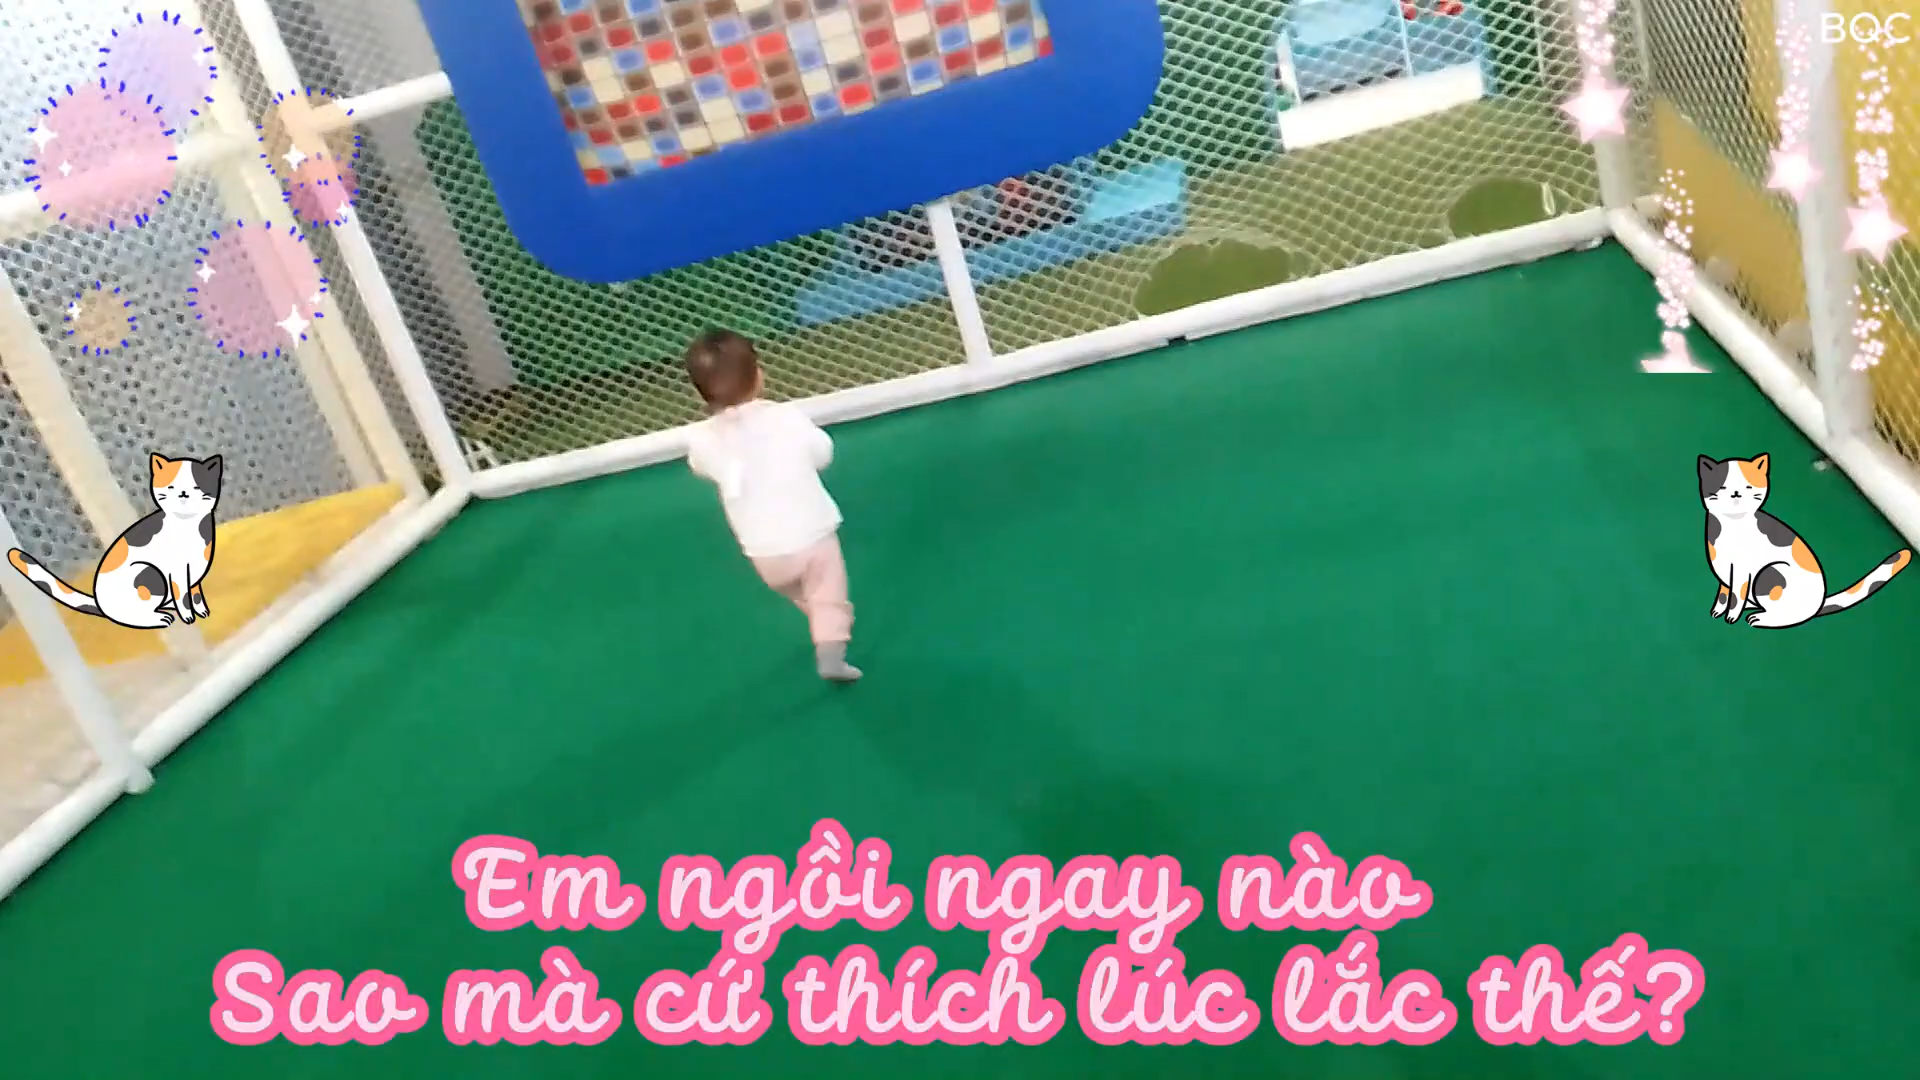 BQC
Em ngồi ngay nào
Sao mà cứ thích lúc lắc thế?